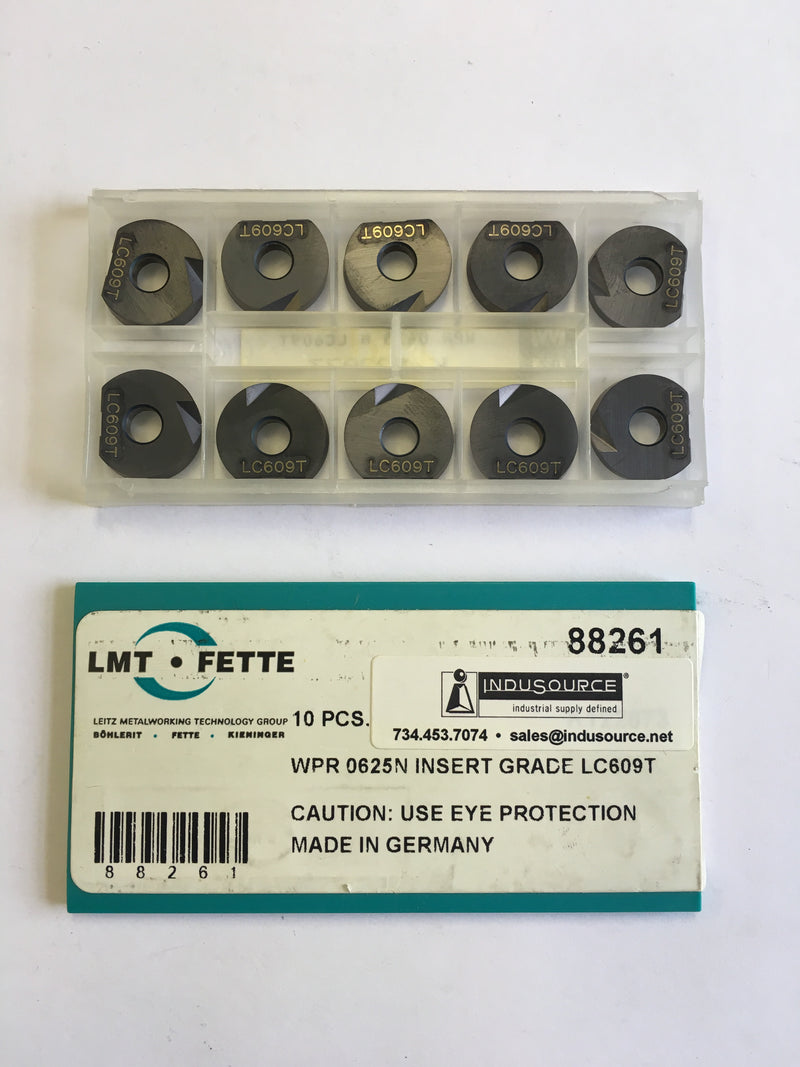 LC609T
LC609T
LC609T
LC609T
LC609T
LC609T
LC609T
LC609T
LC609T
LC609T
LMT • FETTE
88261
INDUSOURCE®
industrial supply defined
LEITZ METALWORKING TECHNOLOGY GROUP
10 PCS.
734.453.7074 • sales@indusource.net
BÖHLERIT • FETTE • KIENINGER
WPR 0625N INSERT GRADE LC609T
CAUTION: USE EYE PROTECTION
MADE IN GERMANY
88261